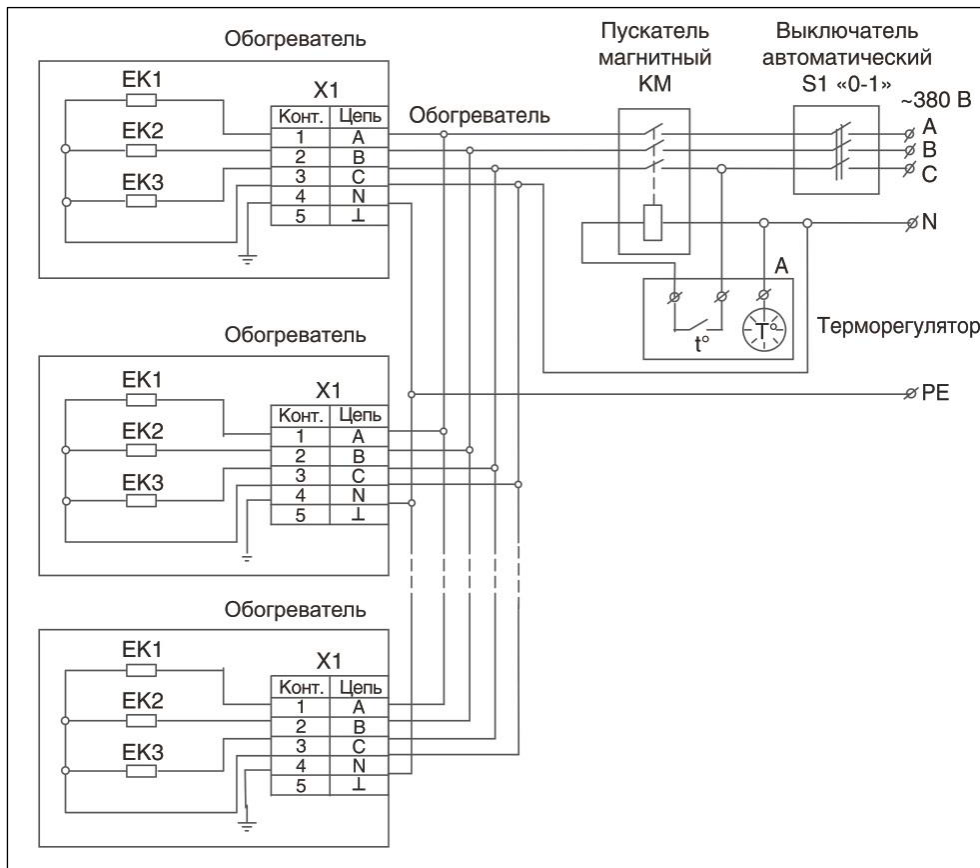 Обогреватель
EK1
EK2
EK3
X1
Конт. Цепь
1 A
2 B
3 C
4 N
5 ⊥
Обогреватель
Пускатель
магнитный
КМ
Выключатель
автоматический
S1 «0-1»
~380 В
A
B
C
N
A
t°
T°
Терморегулятор
PE
Обогреватель
EK1
EK2
EK3
X1
Конт. Цепь
1 A
2 B
3 C
4 N
5 ⊥
Обогреватель
EK1
EK2
EK3
X1
Конт. Цепь
1 A
2 B
3 C
4 N
5 ⊥